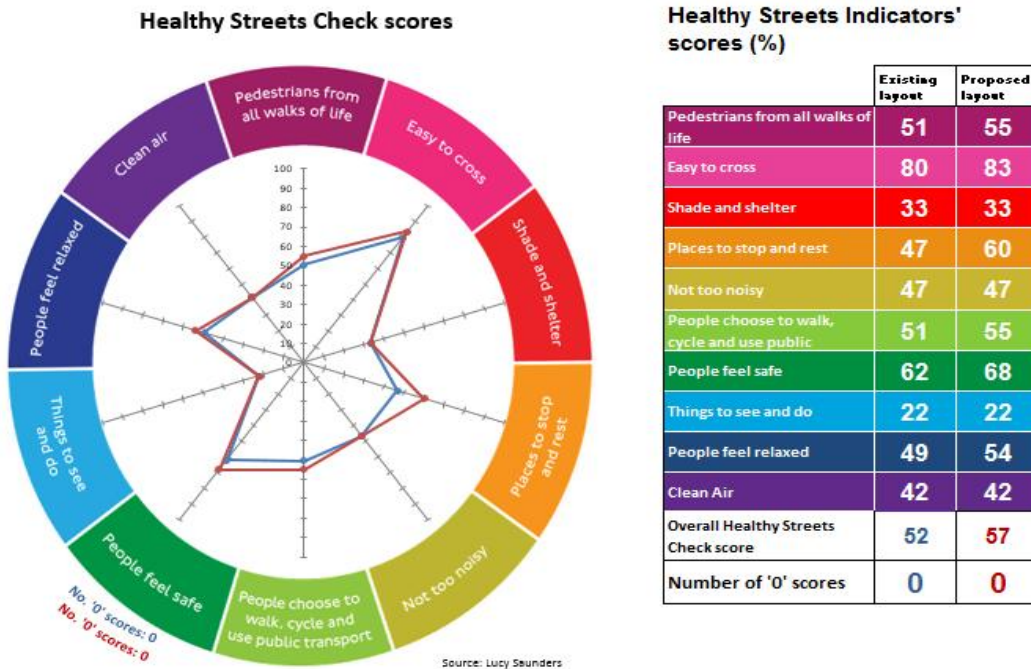 Healthy Streets Check scores
Pedestrians from
all walks of life
Easy to cross
Shade and shelter
Places to stop
and rest
Not too noisy
People choose to
walk, cycle and
use public transport
People feel safe
Things to see
and do
People feel relaxed
Clean air
100
90
80
70
60
50
40
30
20
10
0
No. '0' scores: 0
No. '0' scores: 0
Source: Lucy Saunders
Healthy Streets Indicators'
scores (%)
Existing layout Proposed layout
Pedestrians from all walks of
life 51 55
Easy to cross 80 83
Shade and shelter 33 33
Places to stop and rest 47 60
Not too noisy 47 47
People choose to walk,
cycle and use public 51 55
People feel safe 62 68
Things to see and do 22 22
People feel relaxed 49 54
Clean Air 42 42
Overall Healthy Streets
Check score 52 57
Number of '0' scores 0 0